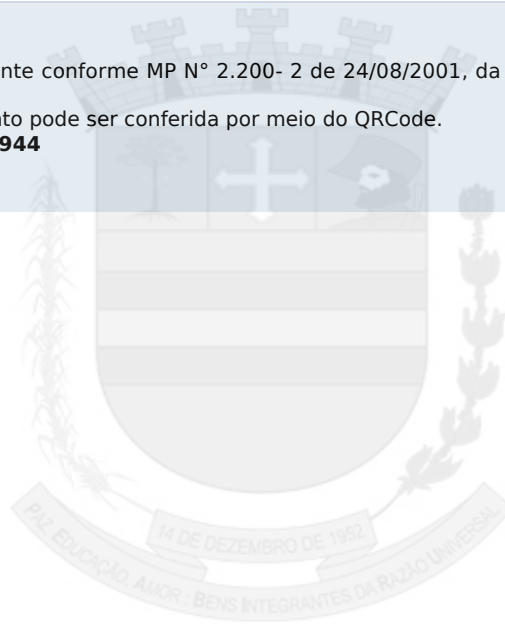 nte conforme MP N° 2.200- 2 de 24/08/2001, da
nto pode ser conferida por meio do QRCode.
944
14 DE DEZEMBRO DE 1952
PAZ, EDUCAÇÃO, AMOR : BENS INTEGRANTES DA RAZÃO UNIVERSAL